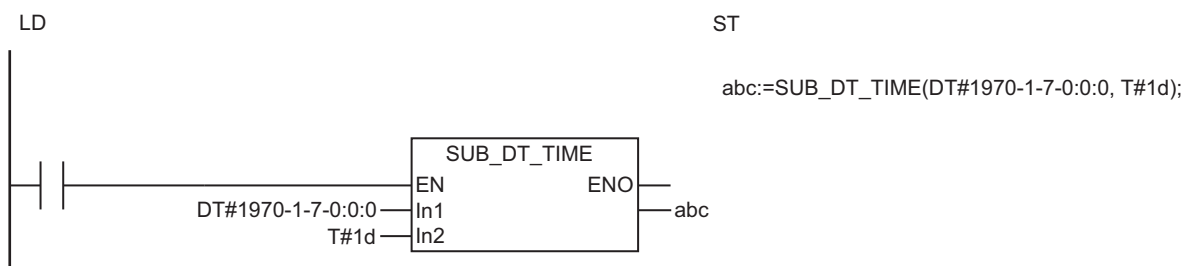 LD
ST
abc:=SUB_DT_TIME(DT#1970-1-7-0:0:0, T#1d);
SUB_DT_TIME
EN ENO
DT#1970-1-7-0:0:0 In1 abc
T#1d In2